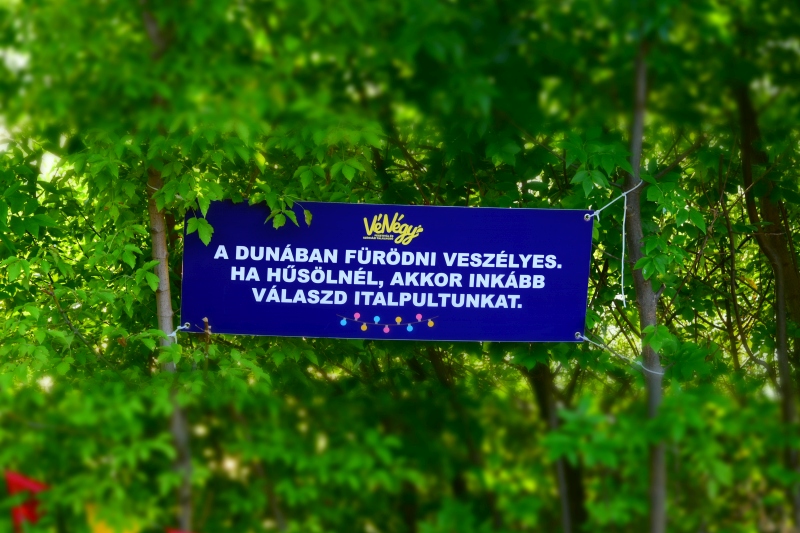 VéNégy
A DUNÁBAN FÜRÖDNI VESZÉLYES.
HA HŰSÖLNÉL, AKKOR INKÁBB
VÁLASZD ITALPULTUNKAT.